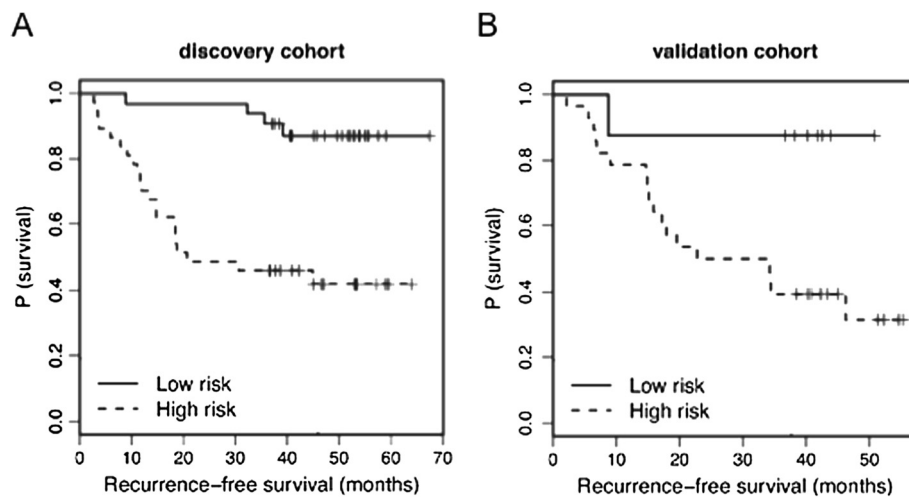 A
discovery cohort
P (survival)
1.0
0.8
0.6
0.4
0.2
0.0
Low risk
High risk
0 10 20 30 40 50 60 70
Recurrence-free survival (months)
B
validation cohort
P (survival)
1.0
0.8
0.6
0.4
0.2
0.0
Low risk
High risk
0 10 20 30 40 50
Recurrence-free survival (months)